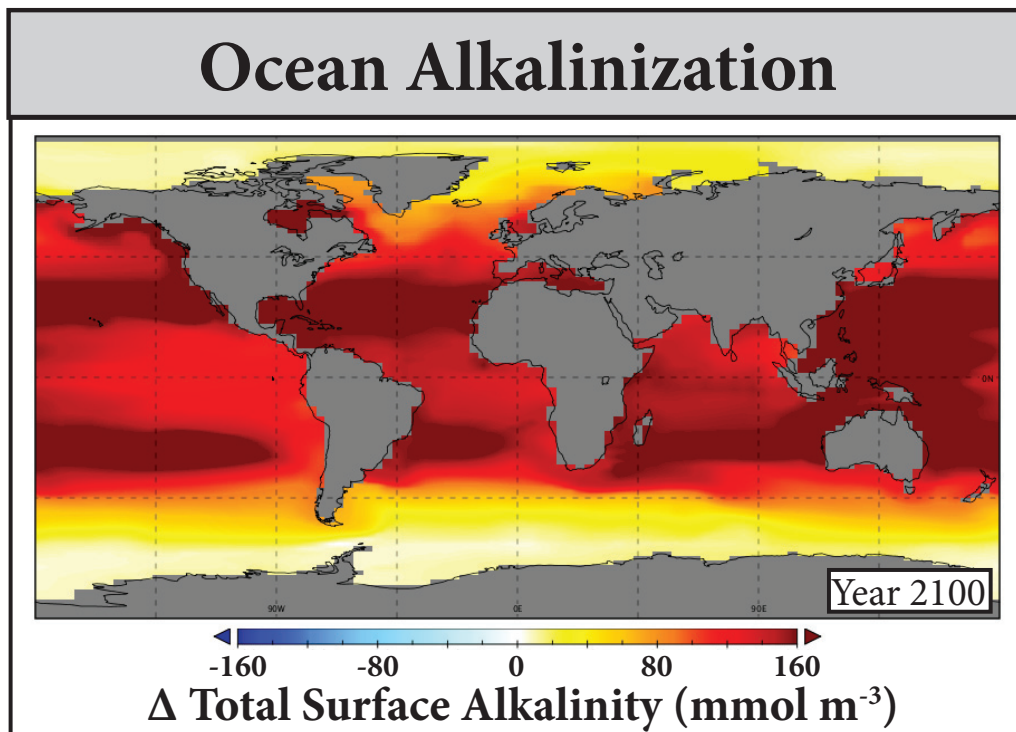 Ocean Alkalinization
0N
Year 2100
90W 0E 90E
-160 -80 0 80 160
Δ Total Surface Alkalinity (mmol m⁻³)